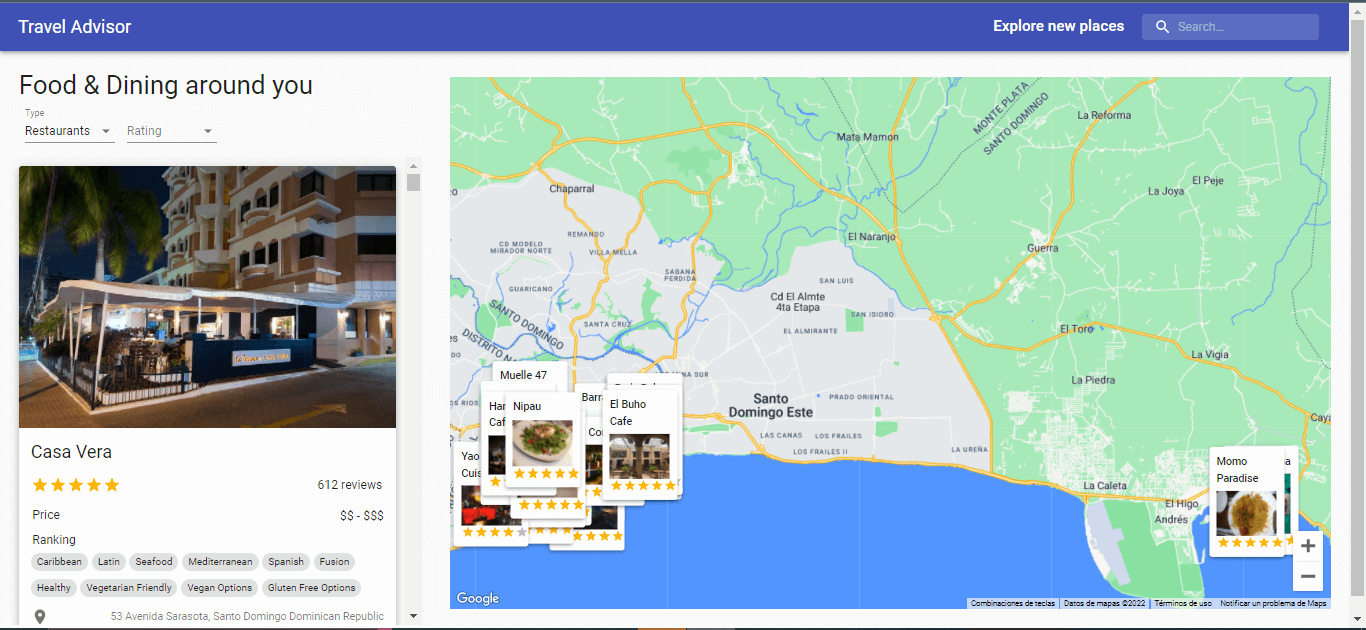 Travel Advisor
Explore new places
Search...
Food & Dining around you
Type
Restaurants
Rating
Casa Vera
612 reviews
Price
$$ - $$$
Ranking
Caribbean
Latin
Seafood
Mediterranean
Spanish
Fusion
Healthy
Vegetarian Friendly
Vegan Options
Gluten Free Options
53 Avenida Sarasota, Santo Domingo Dominican Republic
MONTE PLATA
SANTO DOMINGO
La Reforma
Mata Mamon
El Peje
La Joya
Chaparral
REMANDO
El Naranjo
CD MODELO
MIRADOR NORTE
VILLA MELLA
Guerra
SABANA
PERDIDA
SAN LUIS
GUARICANO
Cd El Almte
4ta Etapa
SANTO DOMINGO
SAN ISIDRO
SANTA CRUZ
EL ALMIRANTE
El Toro
DISTRITO NA
La Vigia
Muelle 47
La Piedra
Santo
Domingo Este
PRADO ORIENTAL
Har
Caf
Nipau
Barra
El Buho
Cafe
Co
LAS CANAS
LOS FRAILES
LOS FRAILES II
LA UREÑA
Yao
Cuis
Momo
Paradise
La Caleta
El Higo
Andrés
Google
Combinaciones de teclas
Datos de mapas ©2022
Términos de uso
Notificar un problema de Maps